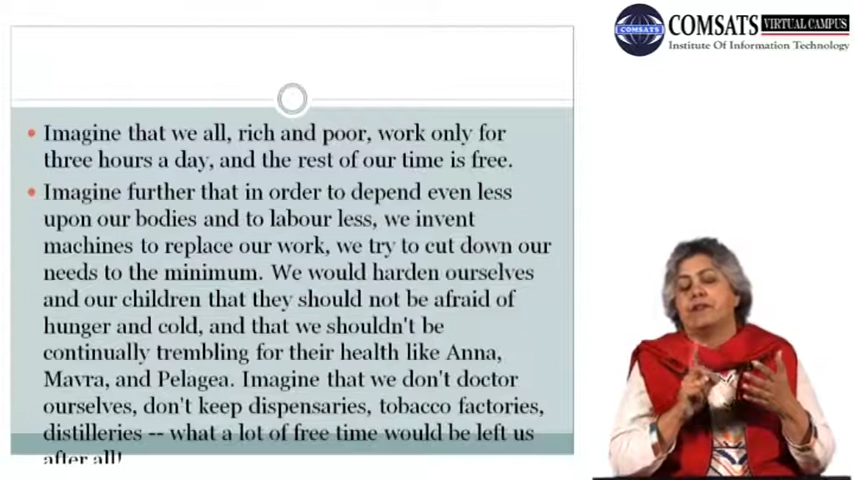 COMSATS VIRTUAL CAMPUS
COMSATS
Institute Of Information Technology
• Imagine that we all, rich and poor, work only for
three hours a day, and the rest of our time is free.
• Imagine further that in order to depend even less
upon our bodies and to labour less, we invent
machines to replace our work, we try to cut down our
needs to the minimum. We would harden ourselves
and our children that they should not be afraid of
hunger and cold, and that we shouldn't be
continually trembling for their health like Anna,
Mavra, and Pelagea. Imagine that we don't doctor
ourselves, don't keep dispensaries, tobacco factories,
distilleries -- what a lot of free time would be left us
after all!